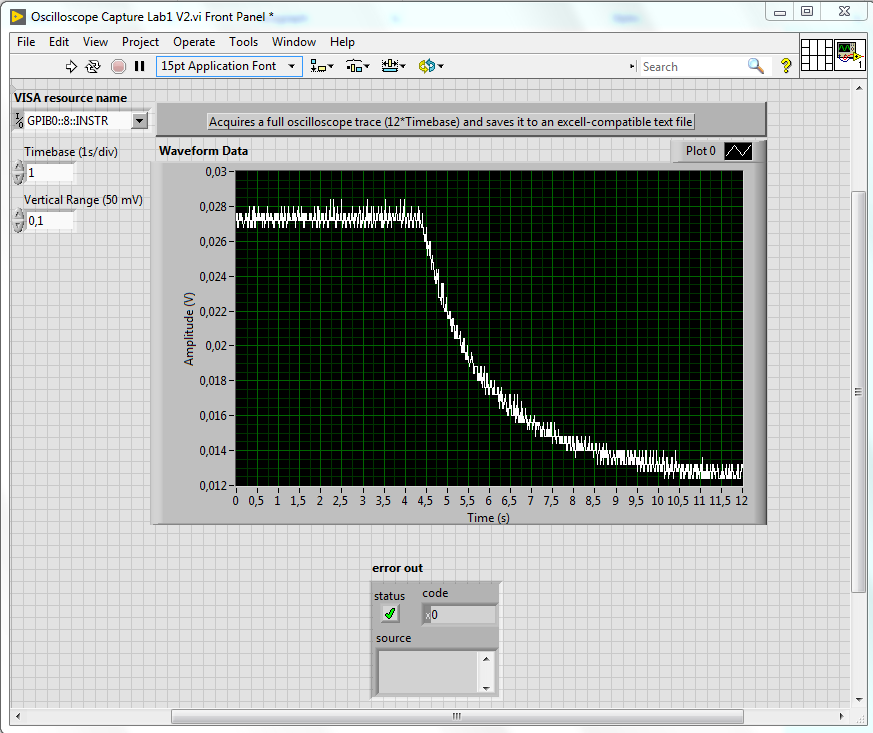 Oscilloscope Capture Lab1 V2.vi Front Panel *
File Edit View Project Operate Tools Window Help
15pt Application Font
Search
?
1
VISA resource name
I/0 GPIB0::8::INSTR
Acquires a full oscilloscope trace (12*Timebase) and saves it to an excell-compatible text file
Timebase (1s/div)
1
Vertical Range (50 mV)
0,1
Waveform Data
Plot 0
0,03
0,028
0,026
0,024
0,022
0,02
0,018
0,016
0,014
0,012
Amplitude (V)
0 0,5 1 1,5 2 2,5 3 3,5 4 4,5 5 5,5 6 6,5 7 7,5 8 8,5 9 9,5 10 10,5 11 11,5 12
Time (s)
error out
status
code
x0
source